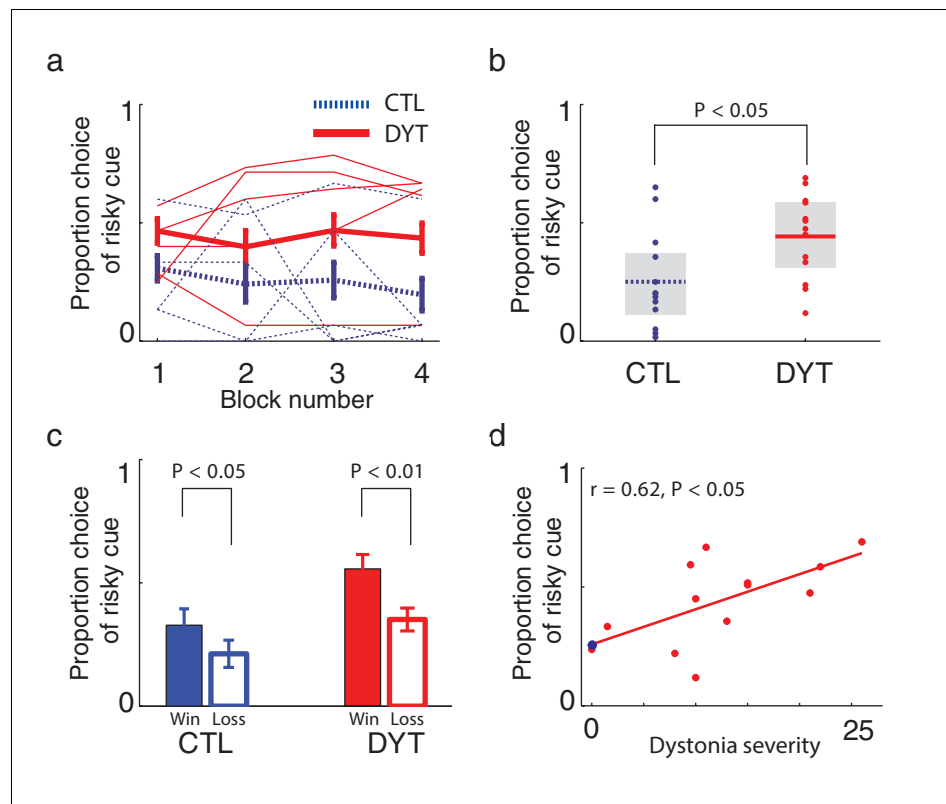 a
Proportion choice
of risky cue
1
0
CTL
DYT
1 2 3 4
Block number
b
Proportion choice
of risky cue
1
0
P < 0.05
CTL DYT
c
Proportion choice
of risky cue
1
0
P < 0.05
P < 0.01
Win Loss Win Loss
CTL DYT
d
Proportion choice
of risky cue
1
0
r = 0.62, P < 0.05
0 25
Dystonia severity